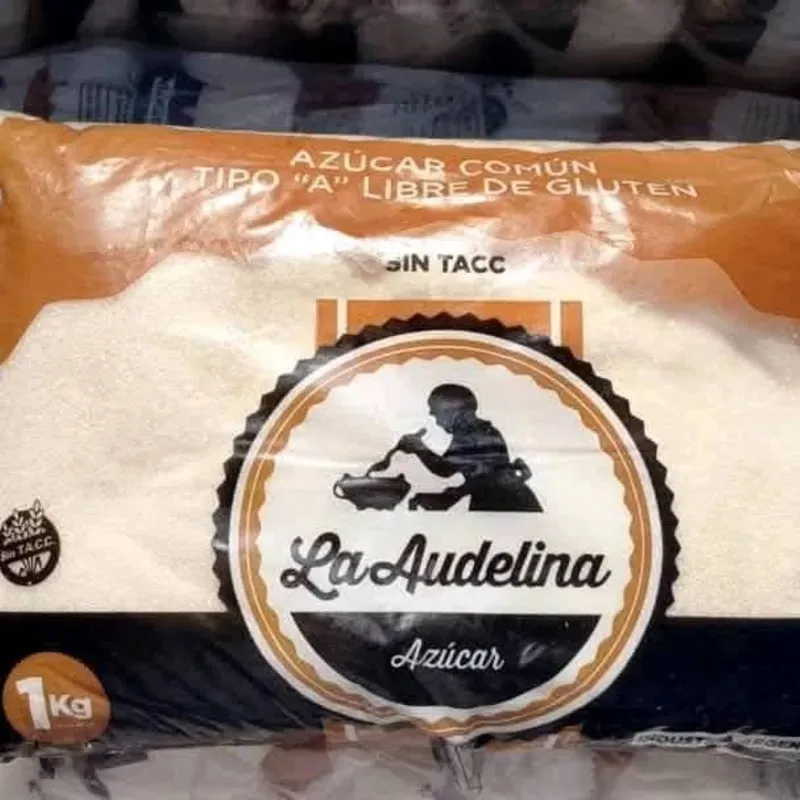 AZÚCAR COMÚN
TIPO "A" LIBRE DE GLUTEN
SIN TACC
La Audelina
Azúcar
Sin T.A.C.C.
1Kg